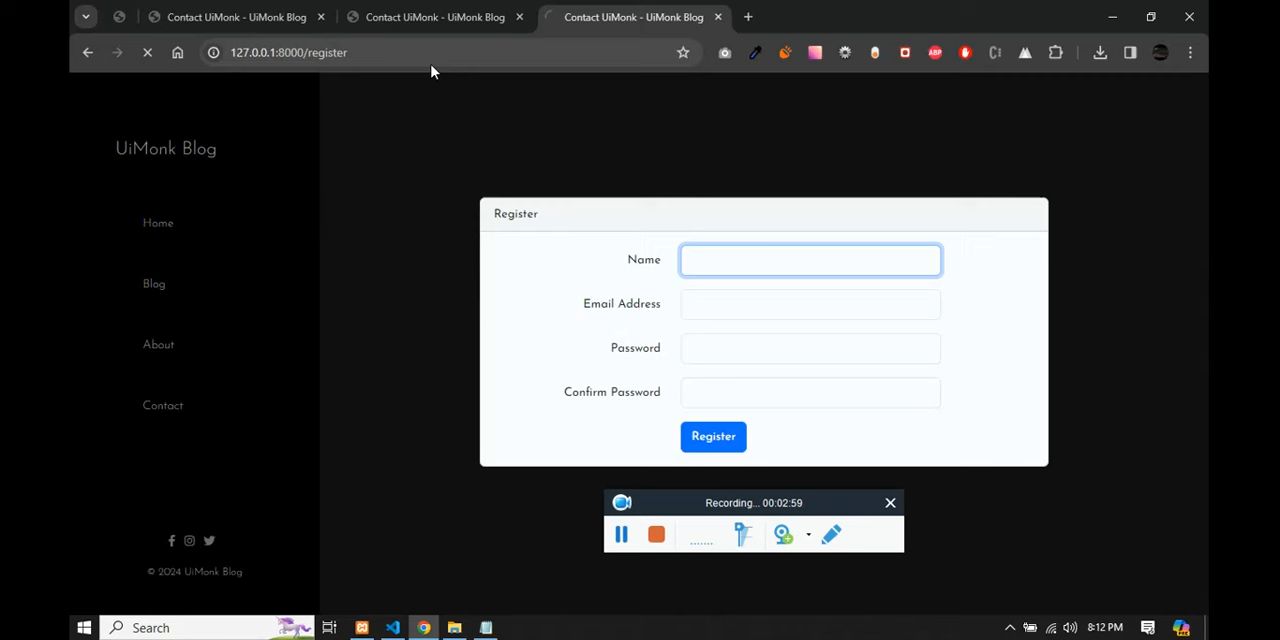 Contact UiMonk - UiMonk Blog
Contact UiMonk - UiMonk Blog
Contact UiMonk - UiMonk Blog
127.0.0.1:8000/register
ABP
UiMonk Blog
Home
Blog
About
Contact
© 2024 UiMonk Blog
Register
Name
Email Address
Password
Confirm Password
Register
Recording... 00:02:59
Search
8:12 PM